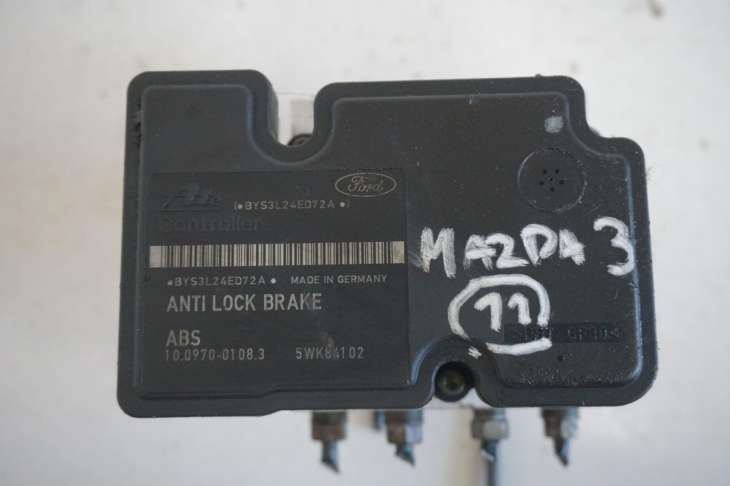 Ate
(•BYS3L24ED72A •)
Ford
Controller
•BYS3L24ED72A • MADE IN GERMANY
ANTI LOCK BRAKE
ABS
10.0970-0108.3 5WK84102
MAZDA 3
11